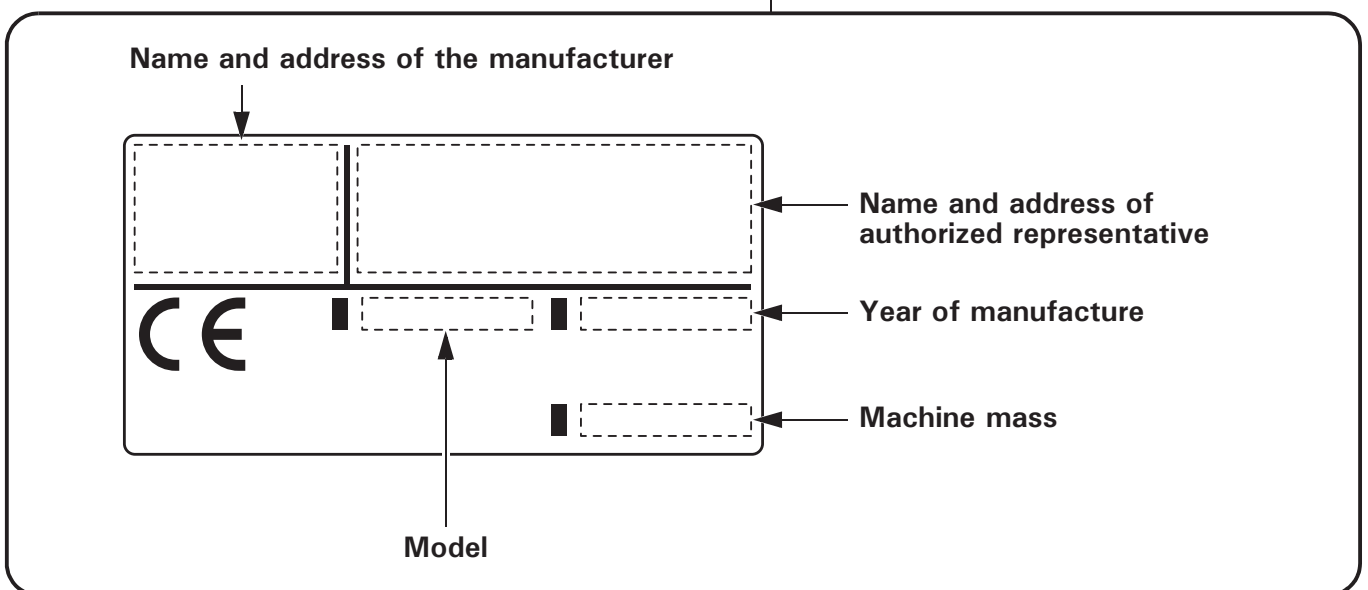 Name and address of the manufacturer
Name and address of
authorized representative
CE
Year of manufacture
Machine mass
Model